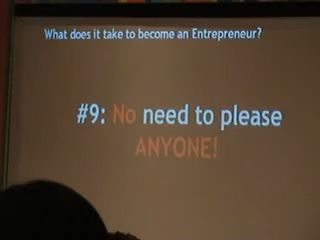 What does it take to become an Entrepreneur?
#9: No need to please
ANYONE!